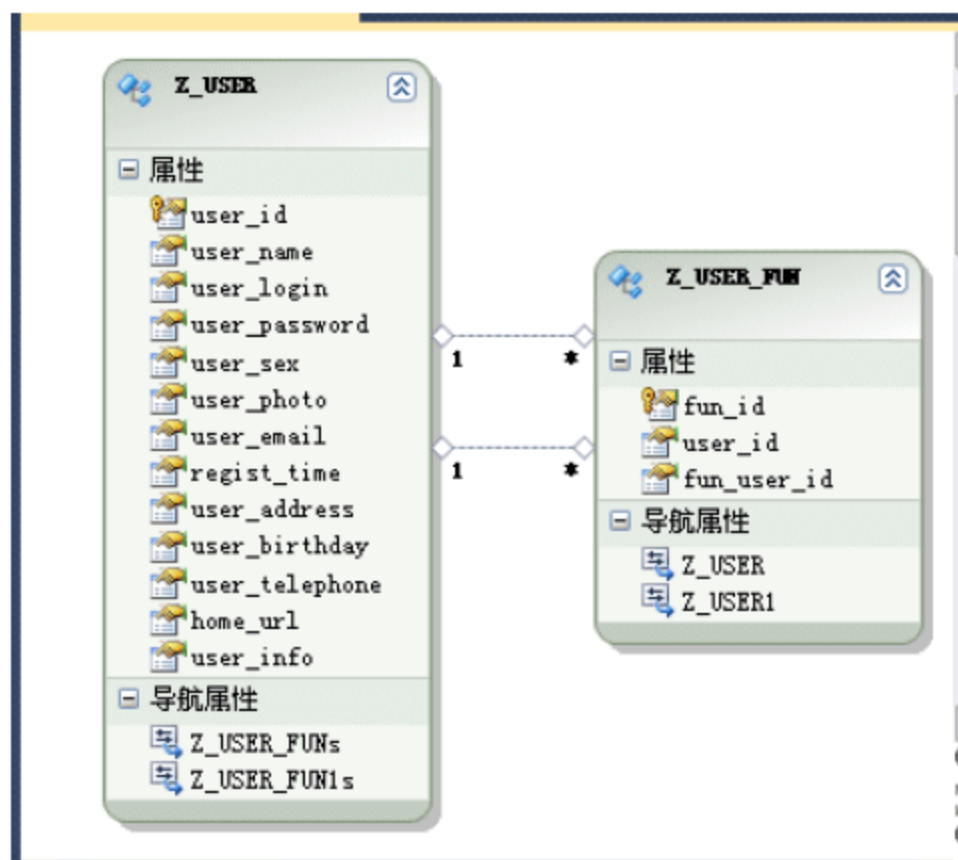 Z_USER
属性
user_id
user_name
user_login
user_password
user_sex
user_photo
user_email
regist_time
user_address
user_birthday
user_telephone
home_url
user_info
导航属性
Z_USER_FUNs
Z_USER_FUN1s
1
*
1
*
Z_USER_FUN
属性
fun_id
user_id
fun_user_id
导航属性
Z_USER
Z_USER1